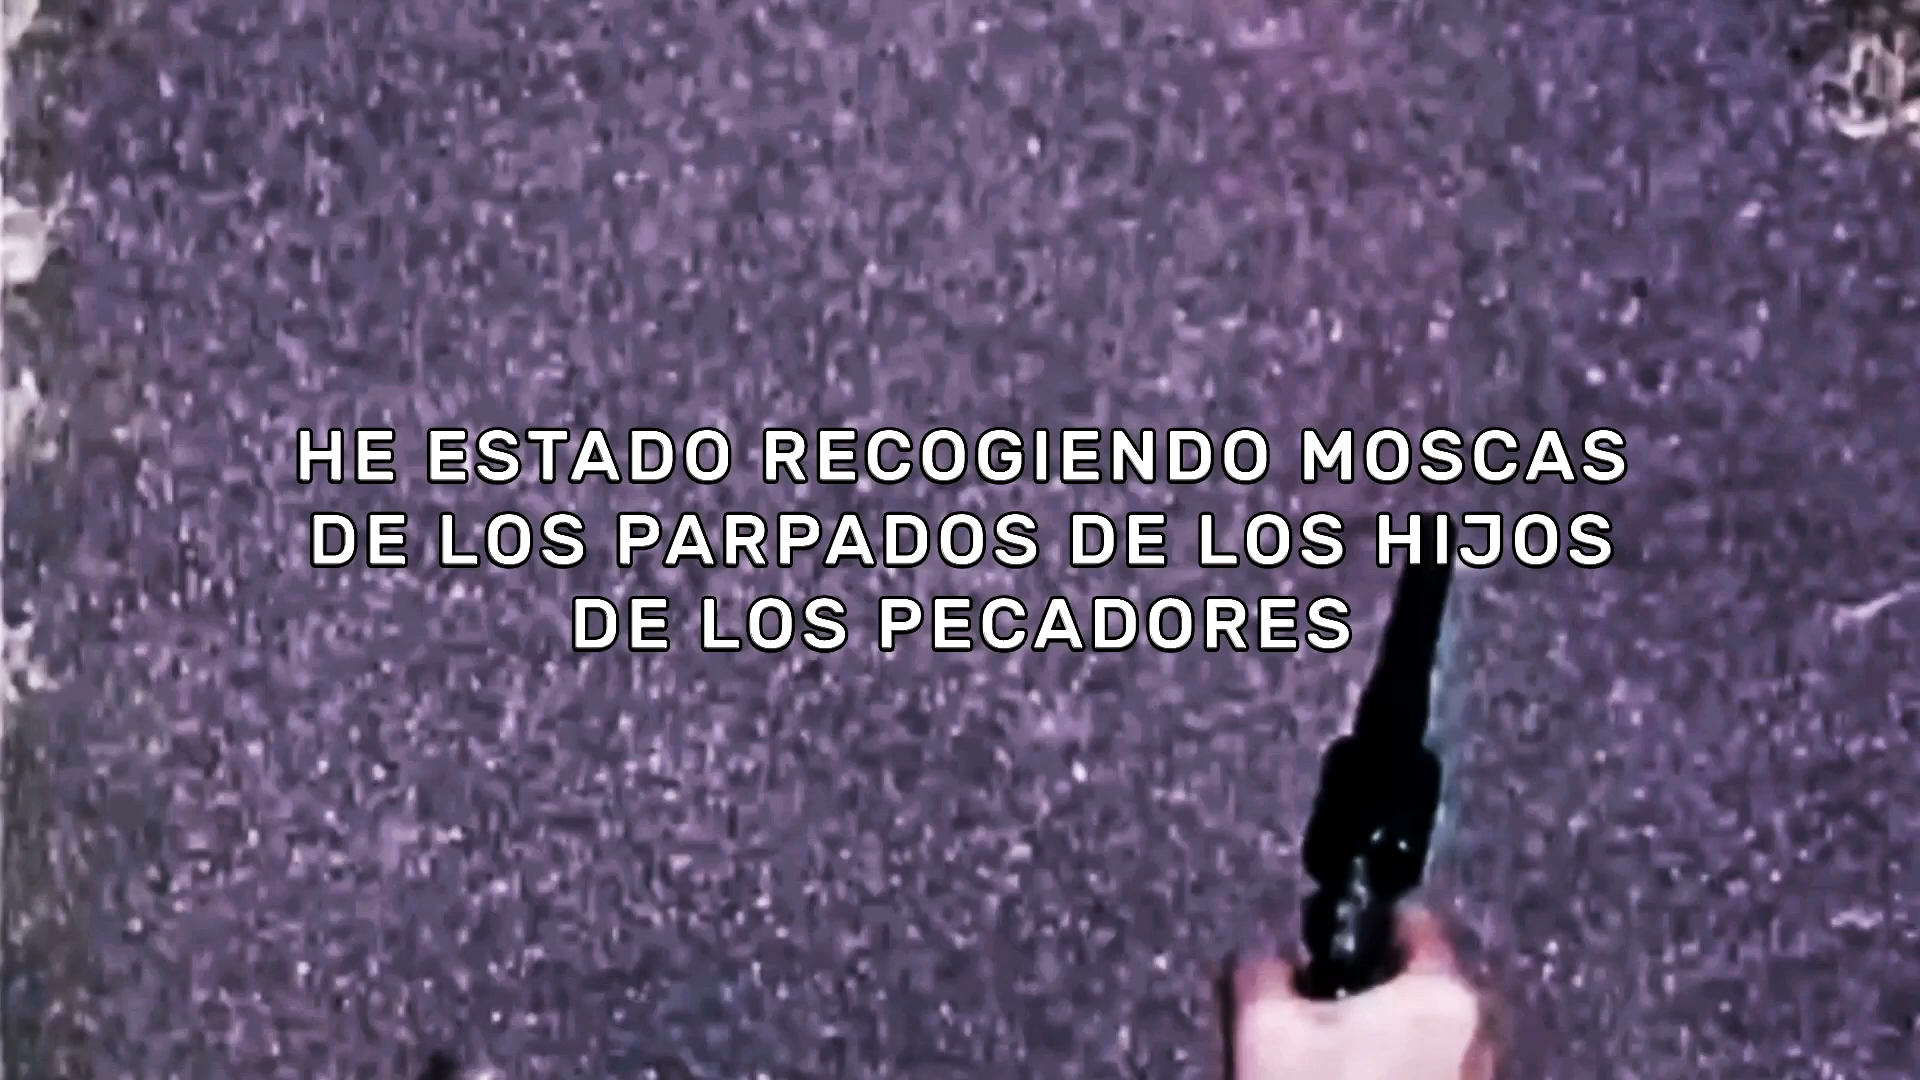 HE ESTADO RECOGIENDO MOSCAS
DE LOS PARPADOS DE LOS HIJOS
DE LOS PECADORES